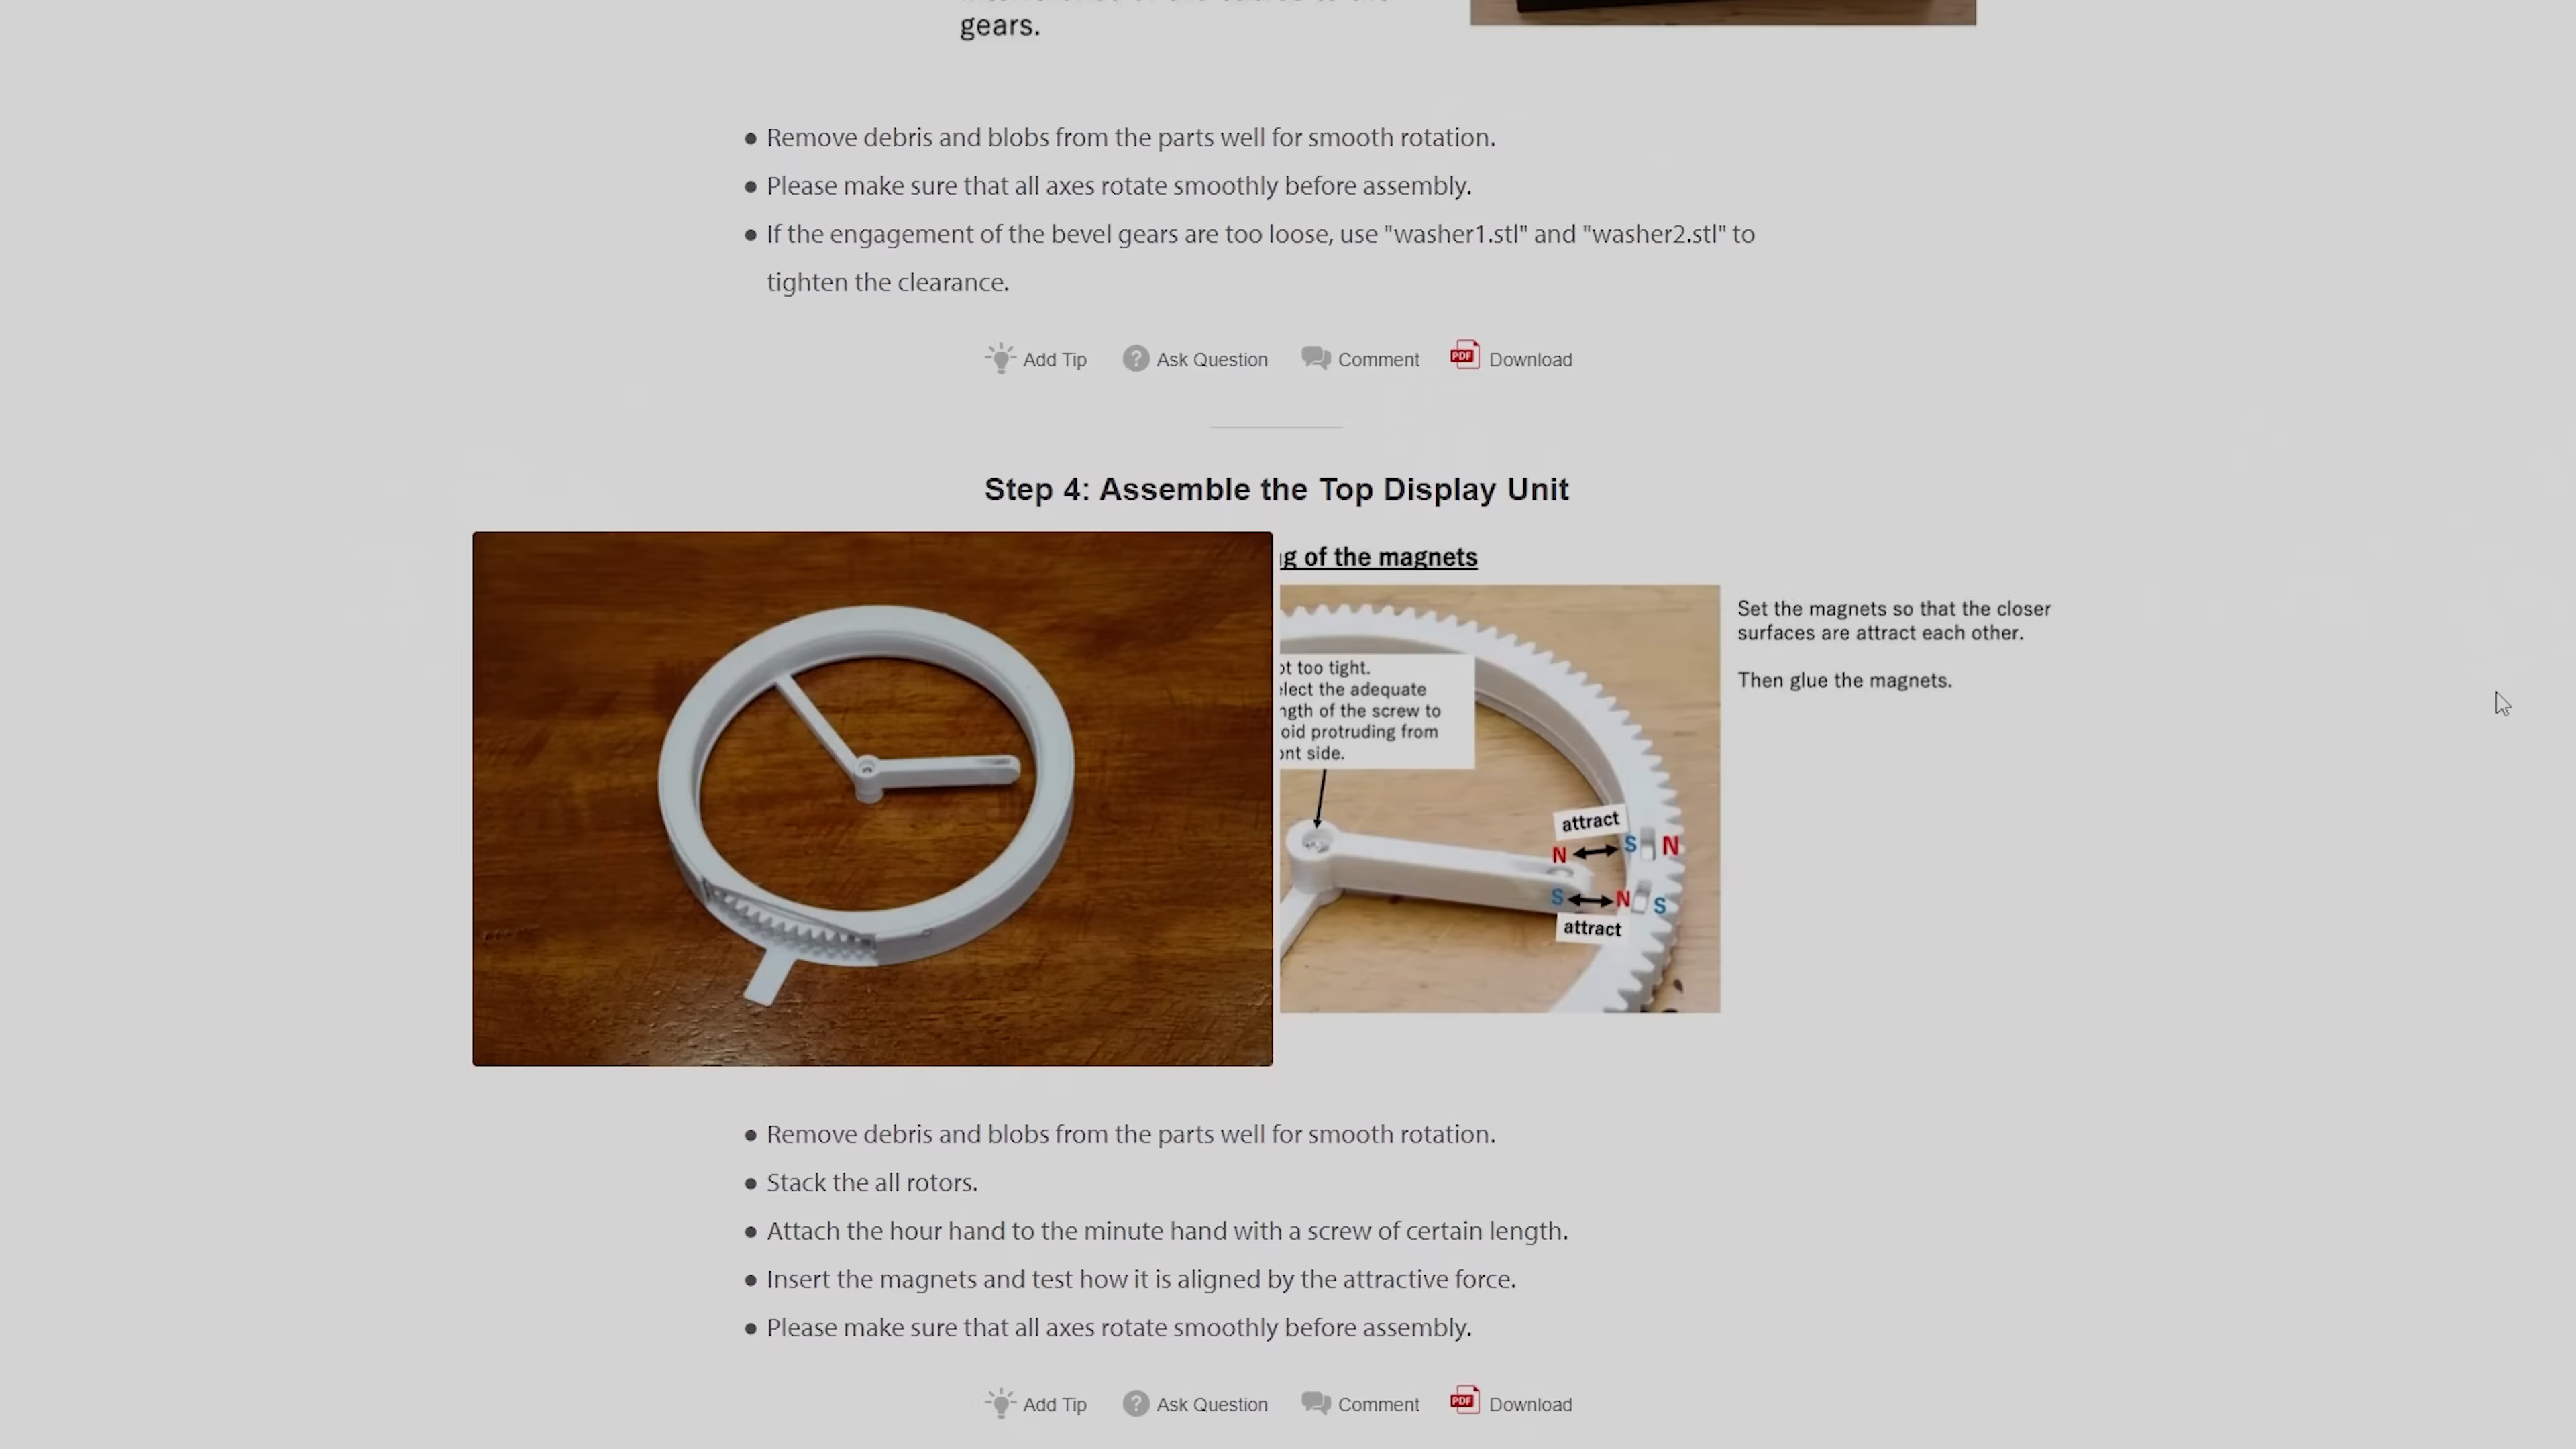 gears.
● Remove debris and blobs from the parts well for smooth rotation.
● Please make sure that all axes rotate smoothly before assembly.
● If the engagement of the bevel gears are too loose, use "washer1.stl" and "washer2.stl" to
tighten the clearance.
Add Tip ? Ask Question Comment PDF Download
Step 4: Assemble the Top Display Unit
of the magnets
too tight.
the adequate
of the screw to
protruding from
side.
attract
N S N
S N S
attract
Set the magnets so that the closer
surfaces are attract each other.
Then glue the magnets.
● Remove debris and blobs from the parts well for smooth rotation.
● Stack the all rotors.
● Attach the hour hand to the minute hand with a screw of certain length.
● Insert the magnets and test how it is aligned by the attractive force.
● Please make sure that all axes rotate smoothly before assembly.
Add Tip ? Ask Question Comment PDF Download